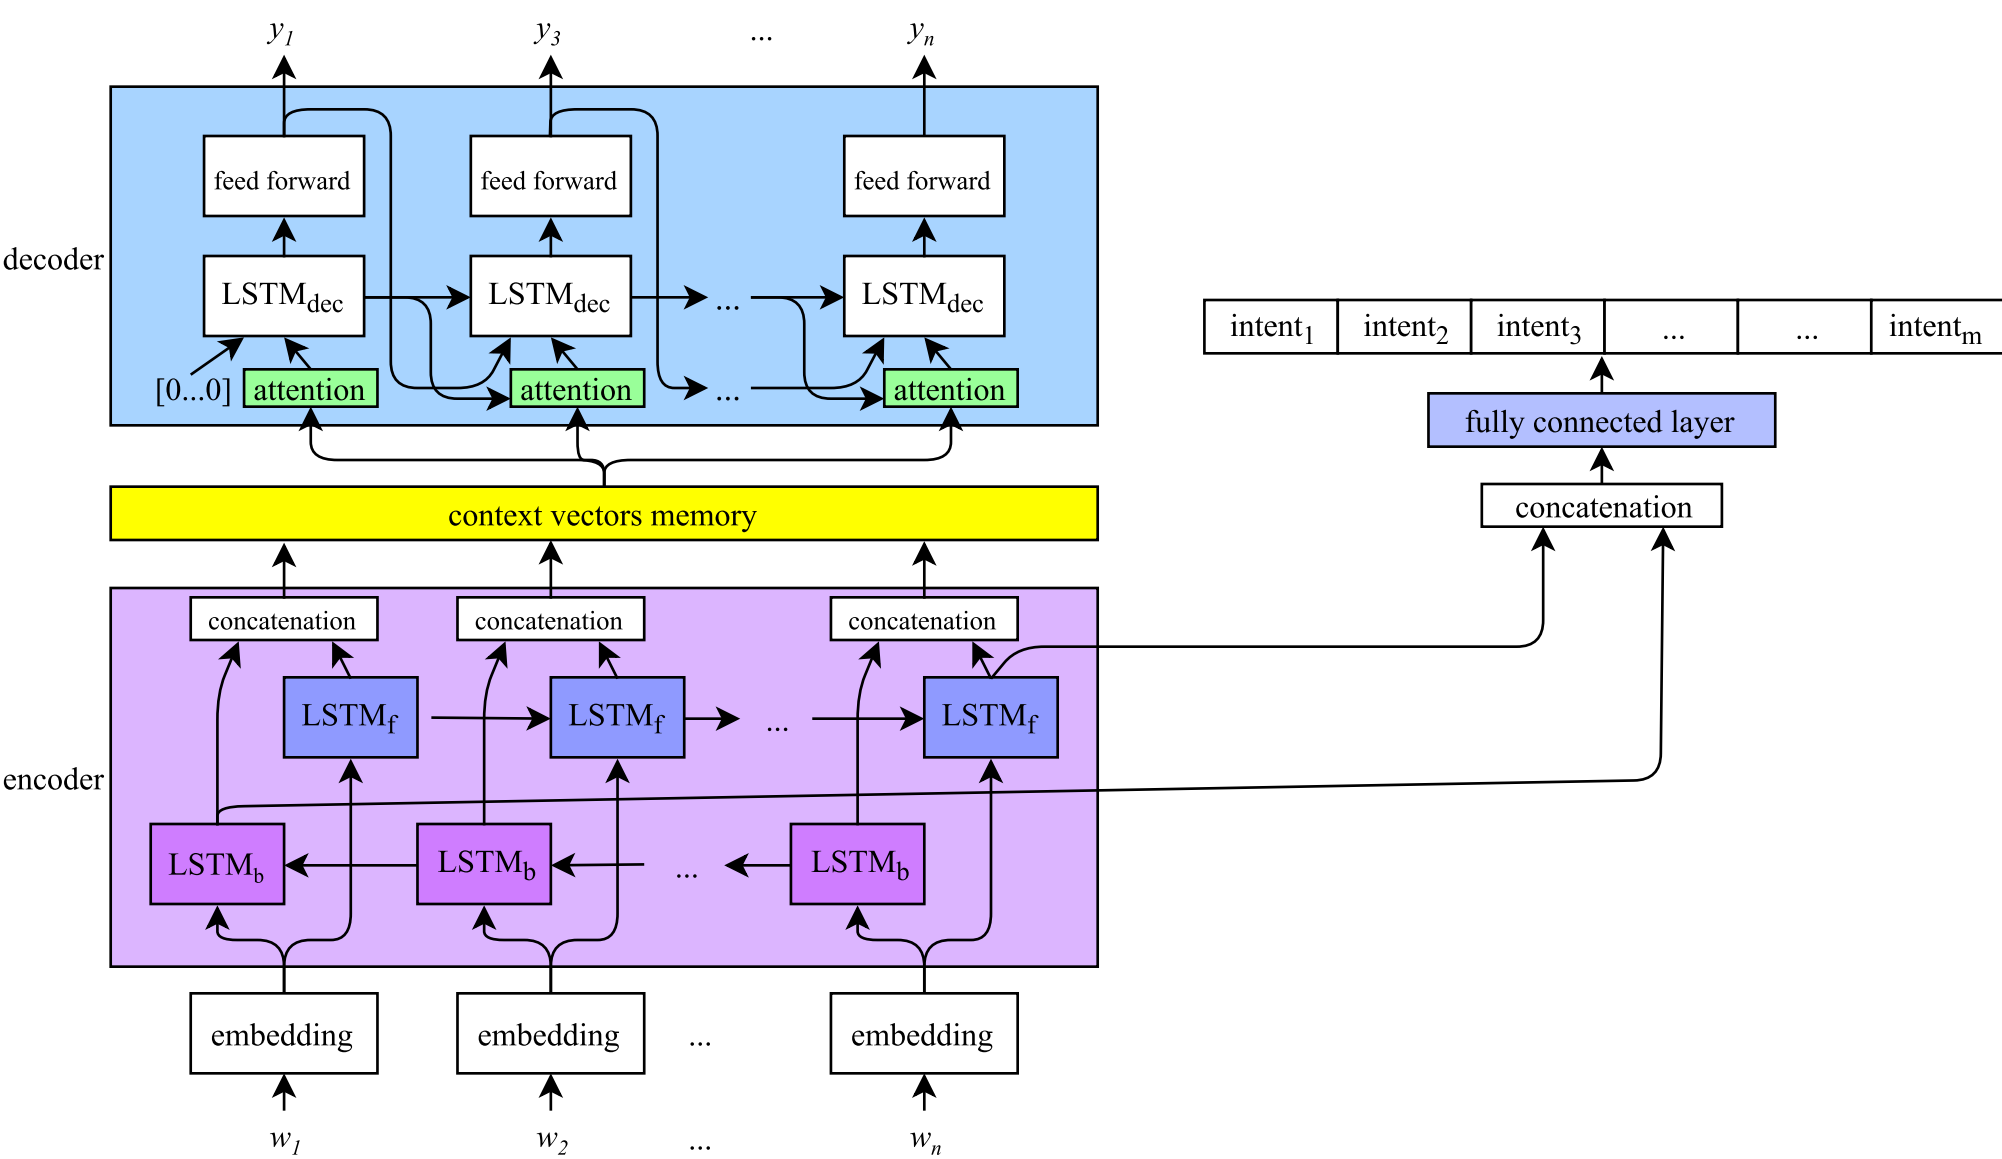 y1 y3 ... yn
feed forward feed forward feed forward
decoder
LSTMdec LSTMdec ... LSTMdec
intent1 intent2 intent3 ... ... intentm
[0...0] attention attention ... attention
fully connected layer
context vectors memory
concatenation
concatenation concatenation concatenation
LSTMf LSTMf ... LSTMf
encoder
LSTMb LSTMb ... LSTMb
embedding embedding ... embedding
w1 w2 ... wn